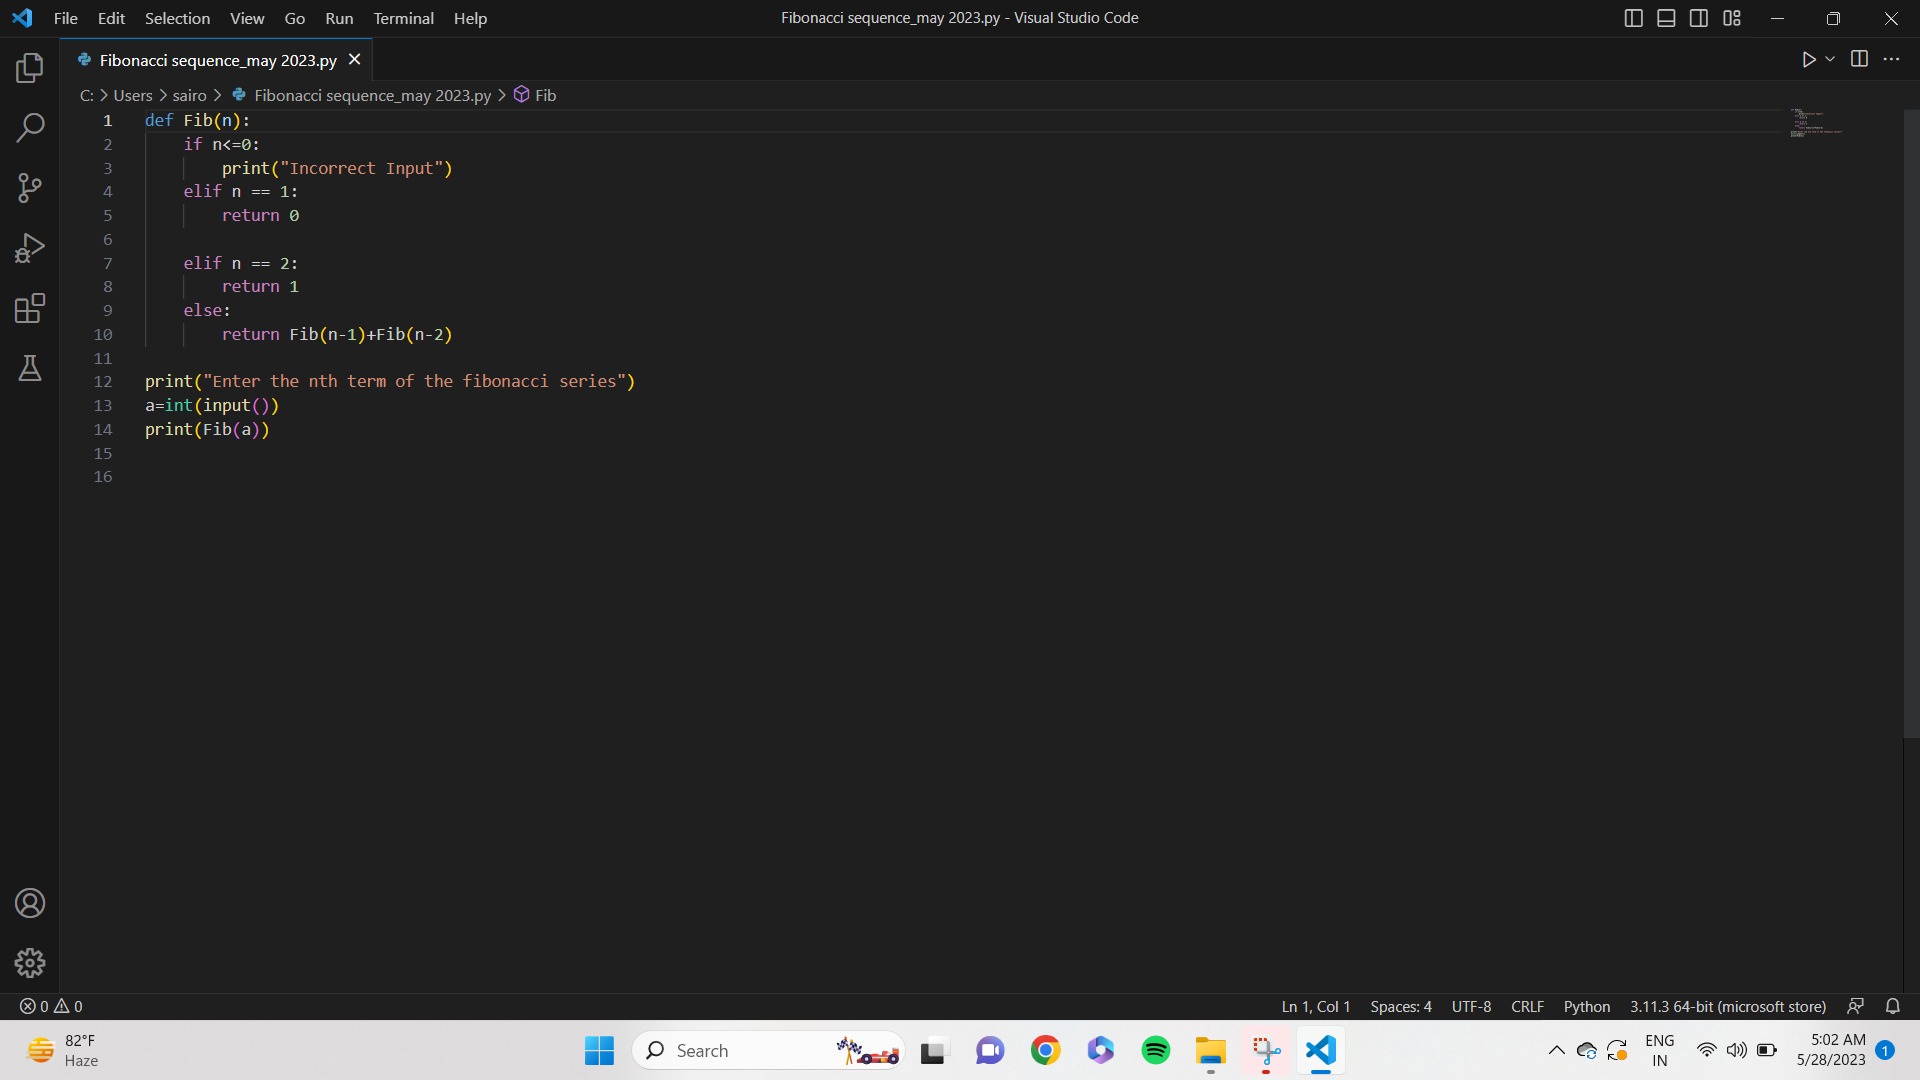 File Edit Selection View Go Run Terminal Help
Fibonacci sequence_may 2023.py - Visual Studio Code
Fibonacci sequence_may 2023.py
C: > Users > sairo > Fibonacci sequence_may 2023.py > Fib
1 def Fib(n):
2     if n<=0:
3         print("Incorrect Input")
4     elif n == 1:
5         return 0
6
7     elif n == 2:
8         return 1
9     else:
10         return Fib(n-1)+Fib(n-2)
11
12 print("Enter the nth term of the fibonacci series")
13 a=int(input())
14 print(Fib(a))
15
16
0 0
Ln 1, Col 1 Spaces: 4 UTF-8 CRLF Python 3.11.3 64-bit (microsoft store)
82°F
Haze
Search
ENG
IN
5:02 AM
5/28/2023
1